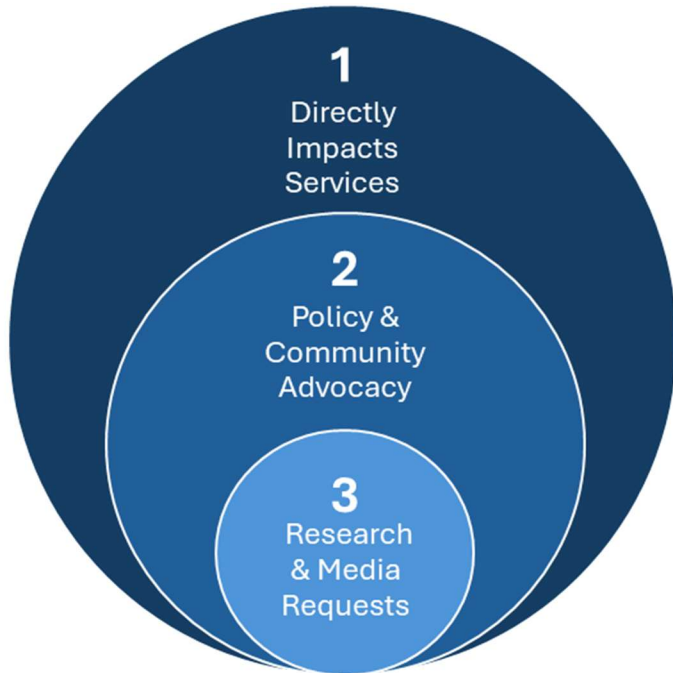 1
Directly
Impacts
Services
2
Policy &
Community
Advocacy
3
Research
& Media
Requests